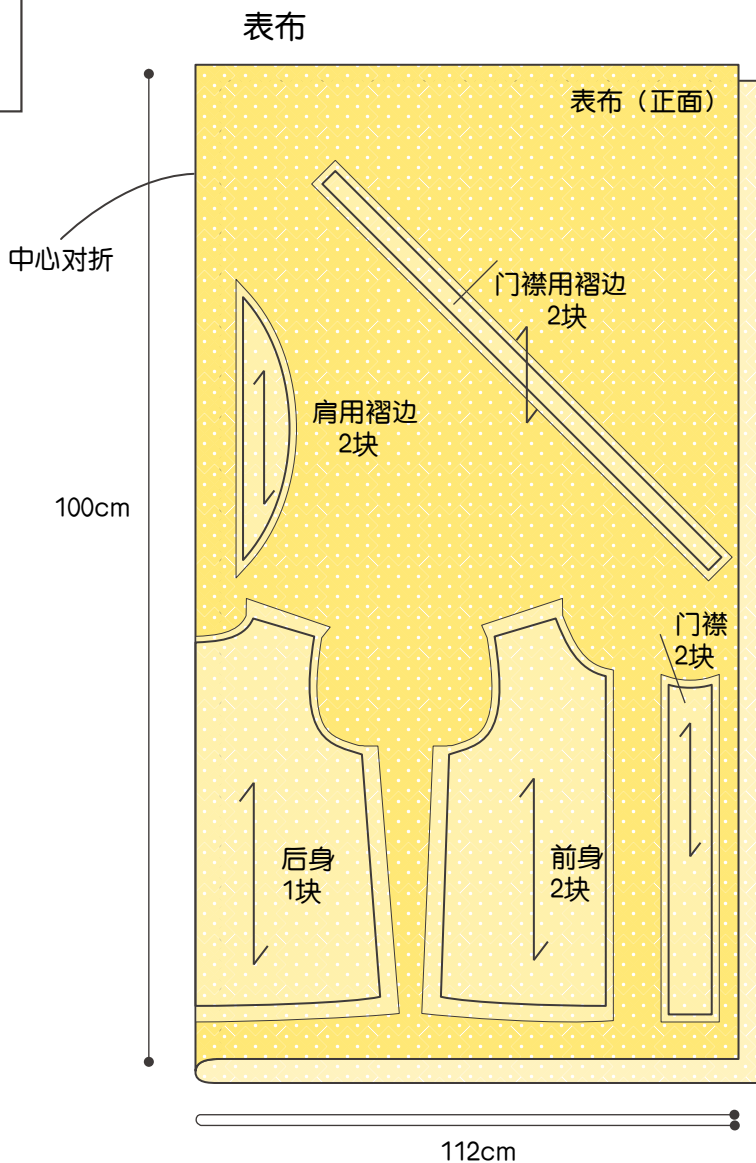 表布
表布（正面）
中心对折
门襟用褶边
2块
肩用褶边
2块
100cm
门襟
2块
后身
1块
前身
2块
112cm